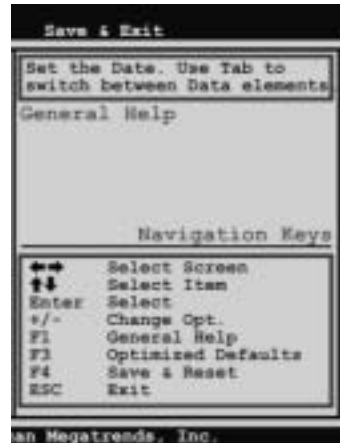 Save & Exit
Set the Date. Use Tab to
switch between Data elements
General Help
Navigation Keys
←→ Select Screen
↑↓ Select Item
Enter Select
+/- Change Opt.
F1 General Help
F3 Optimized Defaults
F4 Save & Reset
ESC Exit
an Megatrends, Inc.